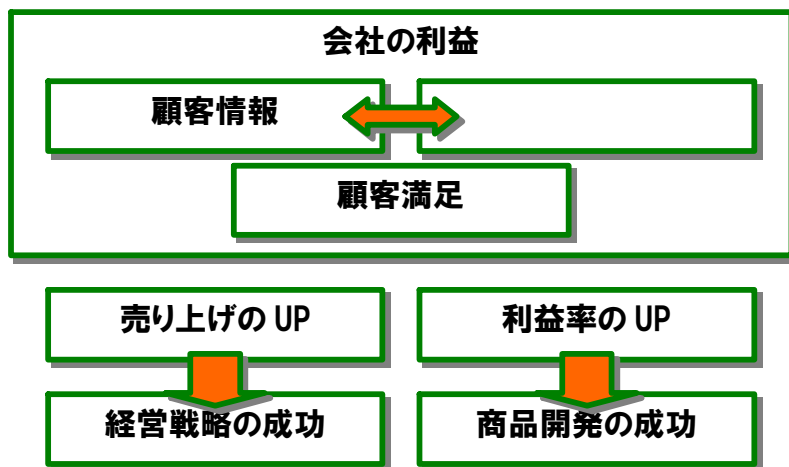 会社の利益
顧客情報
顧客満足
売り上げの UP
利益率の UP
経営戦略の成功
商品開発の成功